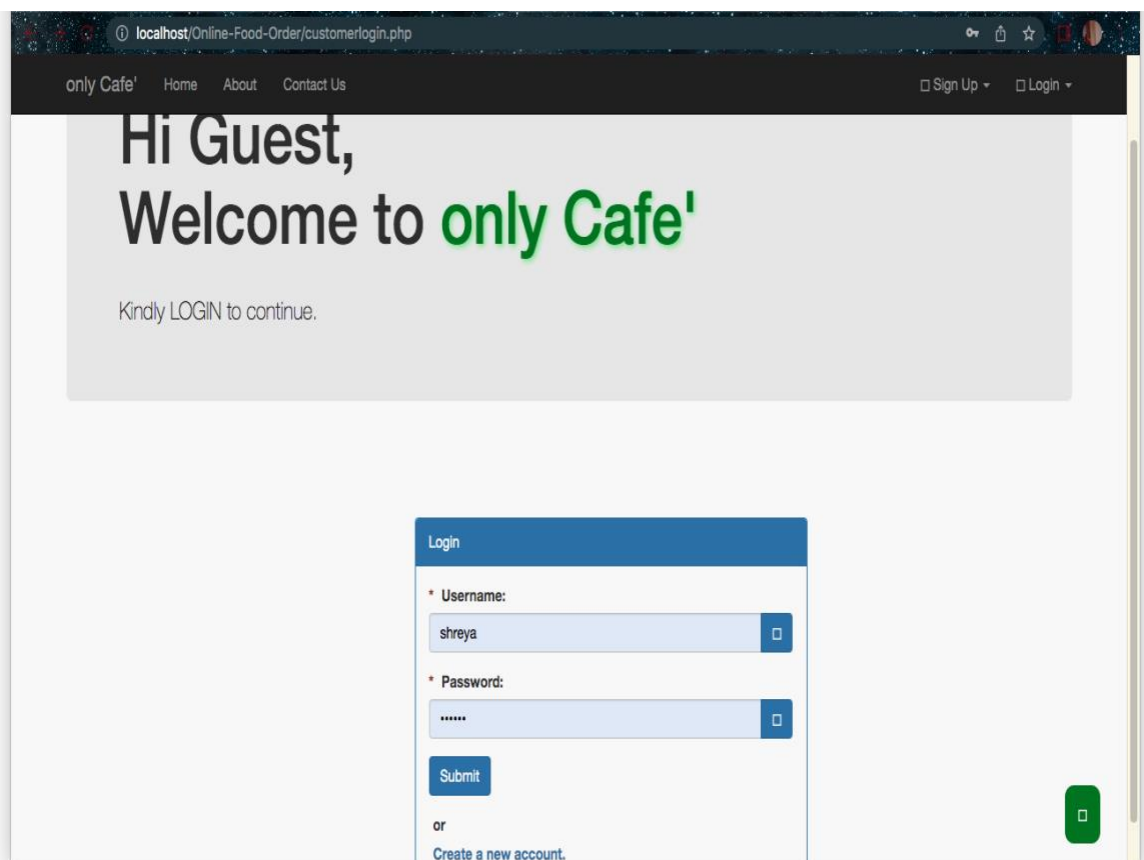 localhost/Online-Food-Order/customerlogin.php
only Cafe' Home About Contact Us Sign Up Login
Hi Guest,
Welcome to only Cafe'
Kindly LOGIN to continue.
Login
* Username:
shreya
* Password:
••••••
Submit
or
Create a new account.